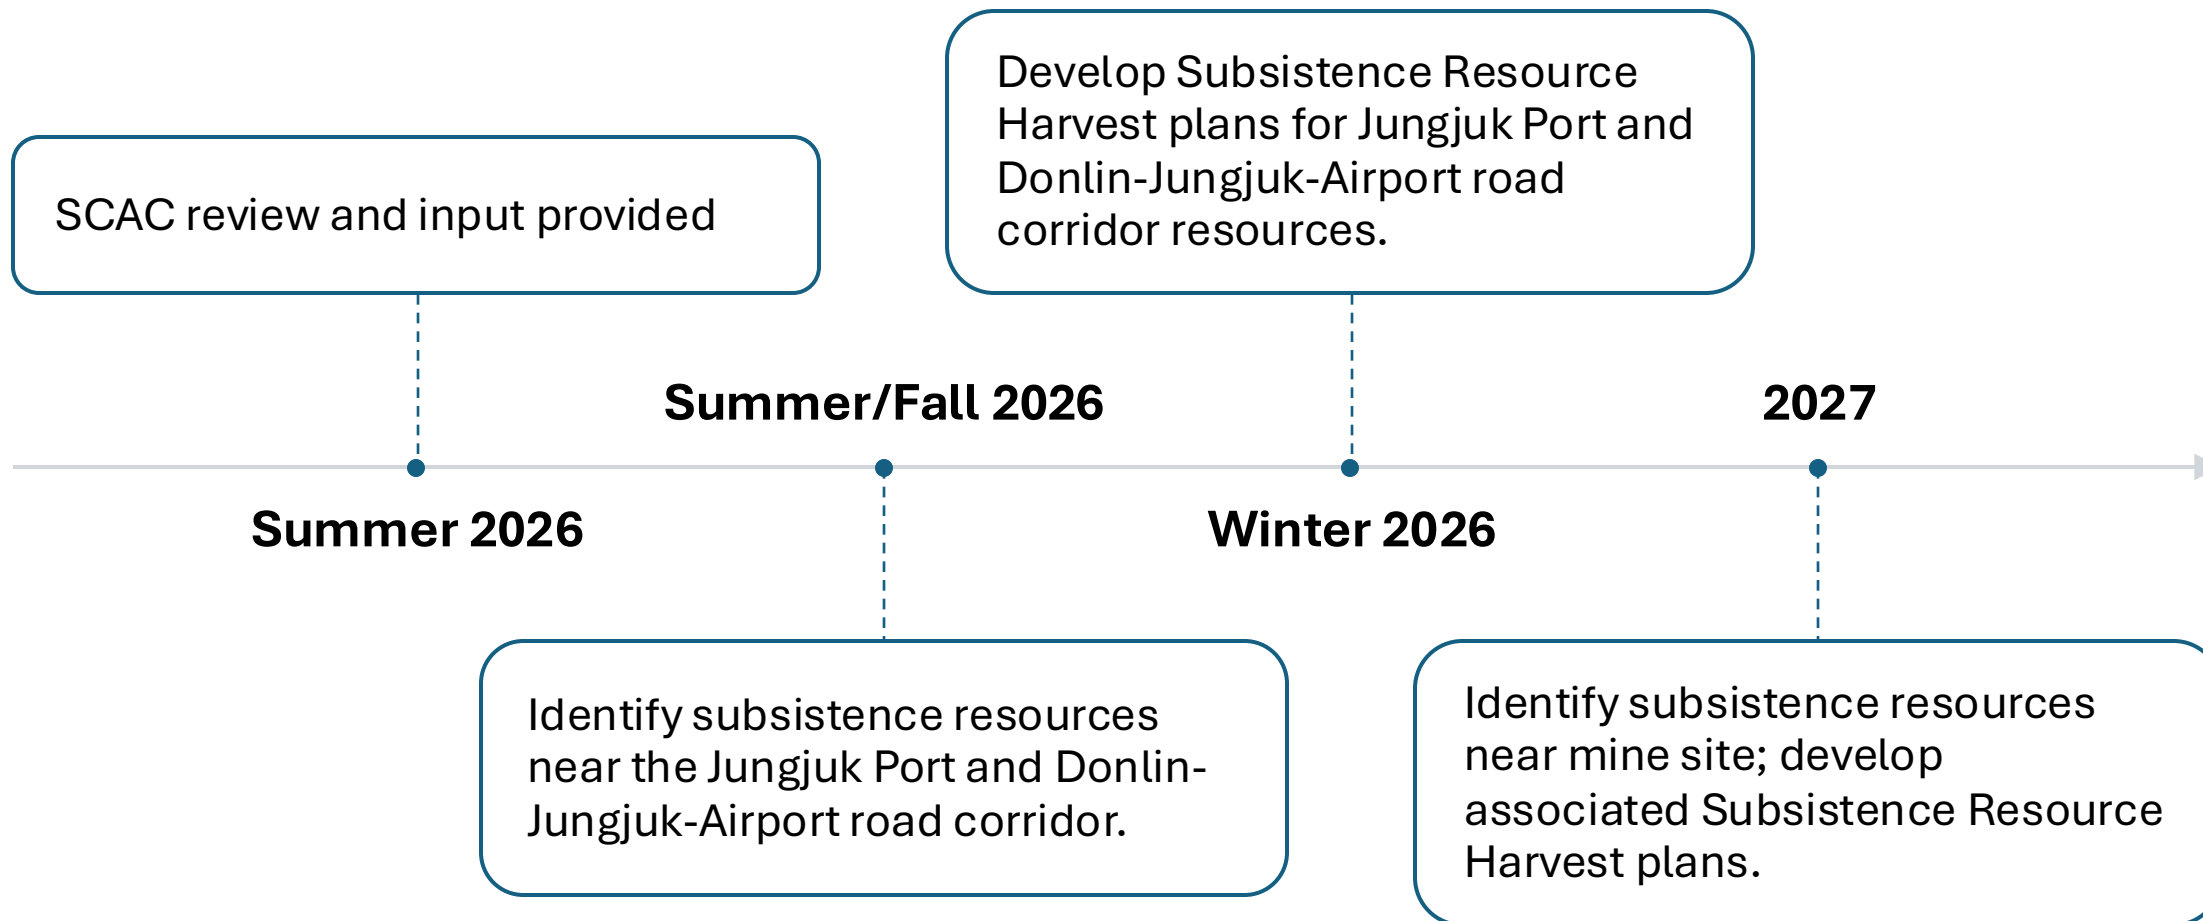 Develop Subsistence Resource
Harvest plans for Jungjuk Port and
Donlin-Jungjuk-Airport road
corridor resources.
SCAC review and input provided
Summer/Fall 2026
2027
Summer 2026
Winter 2026
Identify subsistence resources
near the Jungjuk Port and Donlin-
Jungjuk-Airport road corridor.
Identify subsistence resources
near mine site; develop
associated Subsistence Resource
Harvest plans.